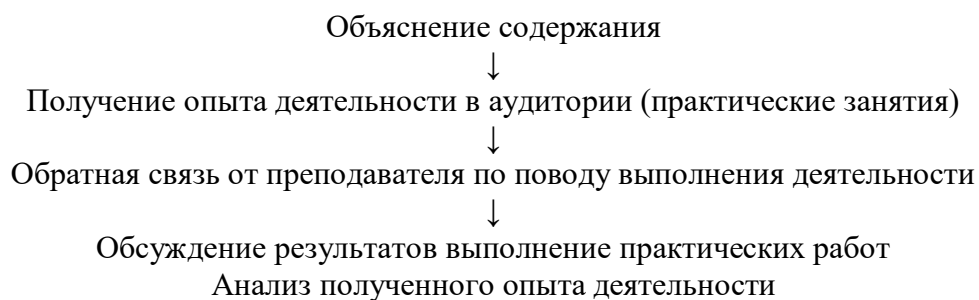 Объяснение содержания
↓
Получение опыта деятельности в аудитории (практические занятия)
↓
Обратная связь от преподавателя по поводу выполнения деятельности
↓
Обсуждение результатов выполнение практических работ
Анализ полученного опыта деятельности